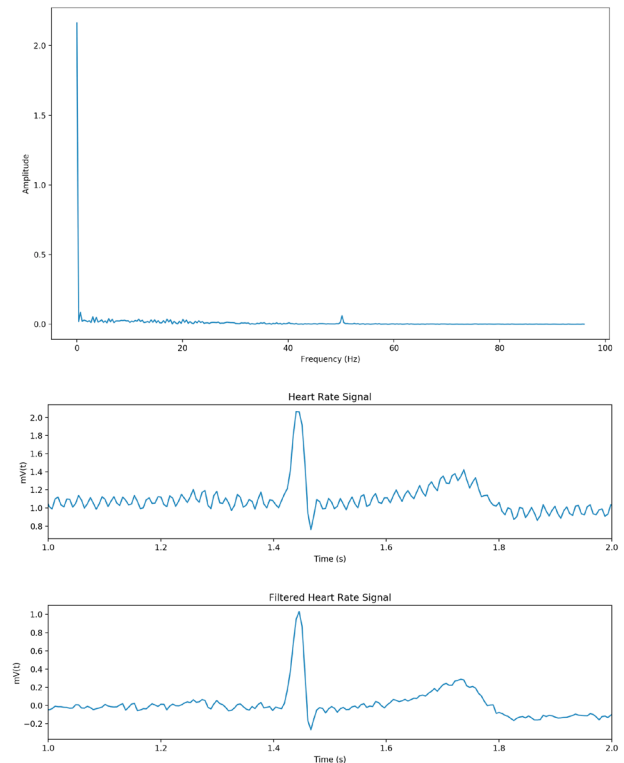 2.0
1.5
1.0
0.5
0.0
Amplitude
0 20 40 60 80 100
Frequency (Hz)
Heart Rate Signal
2.0
1.8
1.6
1.4
1.2
1.0
0.8
mV(t)
1.0 1.2 1.4 1.6 1.8 2.0
Time (s)
Filtered Heart Rate Signal
1.0
0.8
0.6
0.4
0.2
0.0
−0.2
mV(t)
1.0 1.2 1.4 1.6 1.8 2.0
Time (s)